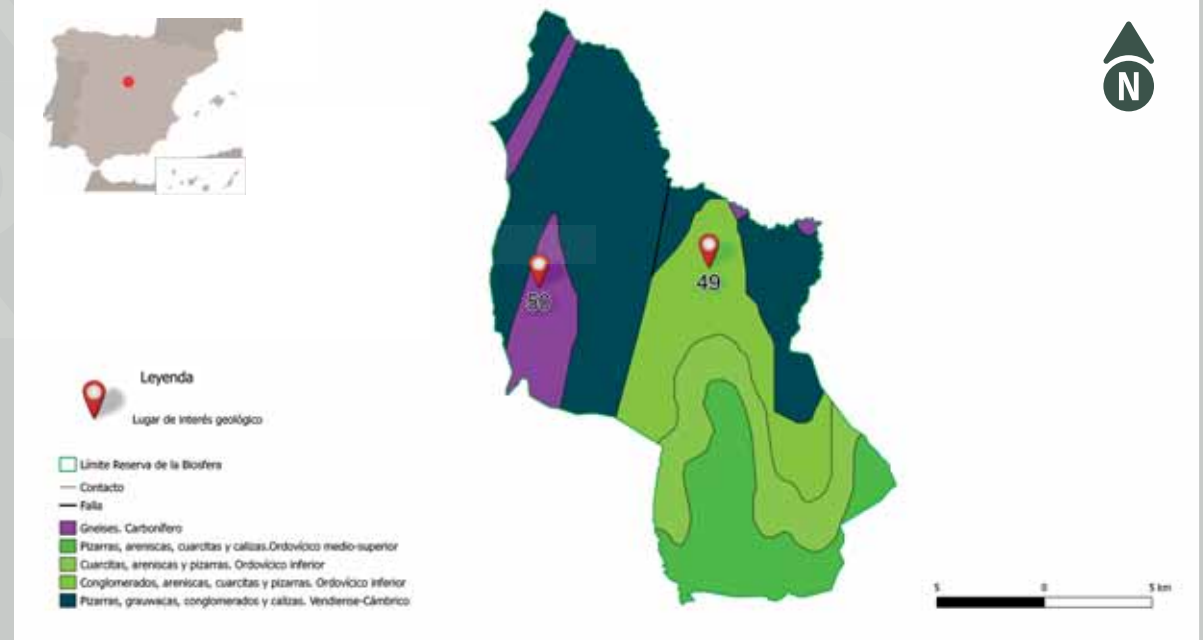 N
49
50
Leyenda
Lugar de interés geológico
Límite Reserva de la Biosfera
Contacto
Falla
Gneises. Carbonífero
Pizarras, areniscas, cuarcitas y calizas.Ordovícico medio-superior
Cuarcitas, areniscas y pizarras. Ordovícico inferior
Conglomerados, areniscas, cuarcitas y pizarras. Ordovícico inferior
Pizarras, grauwacas, conglomerados y calizas. Vendiense-Cámbrico
5 0 5 km